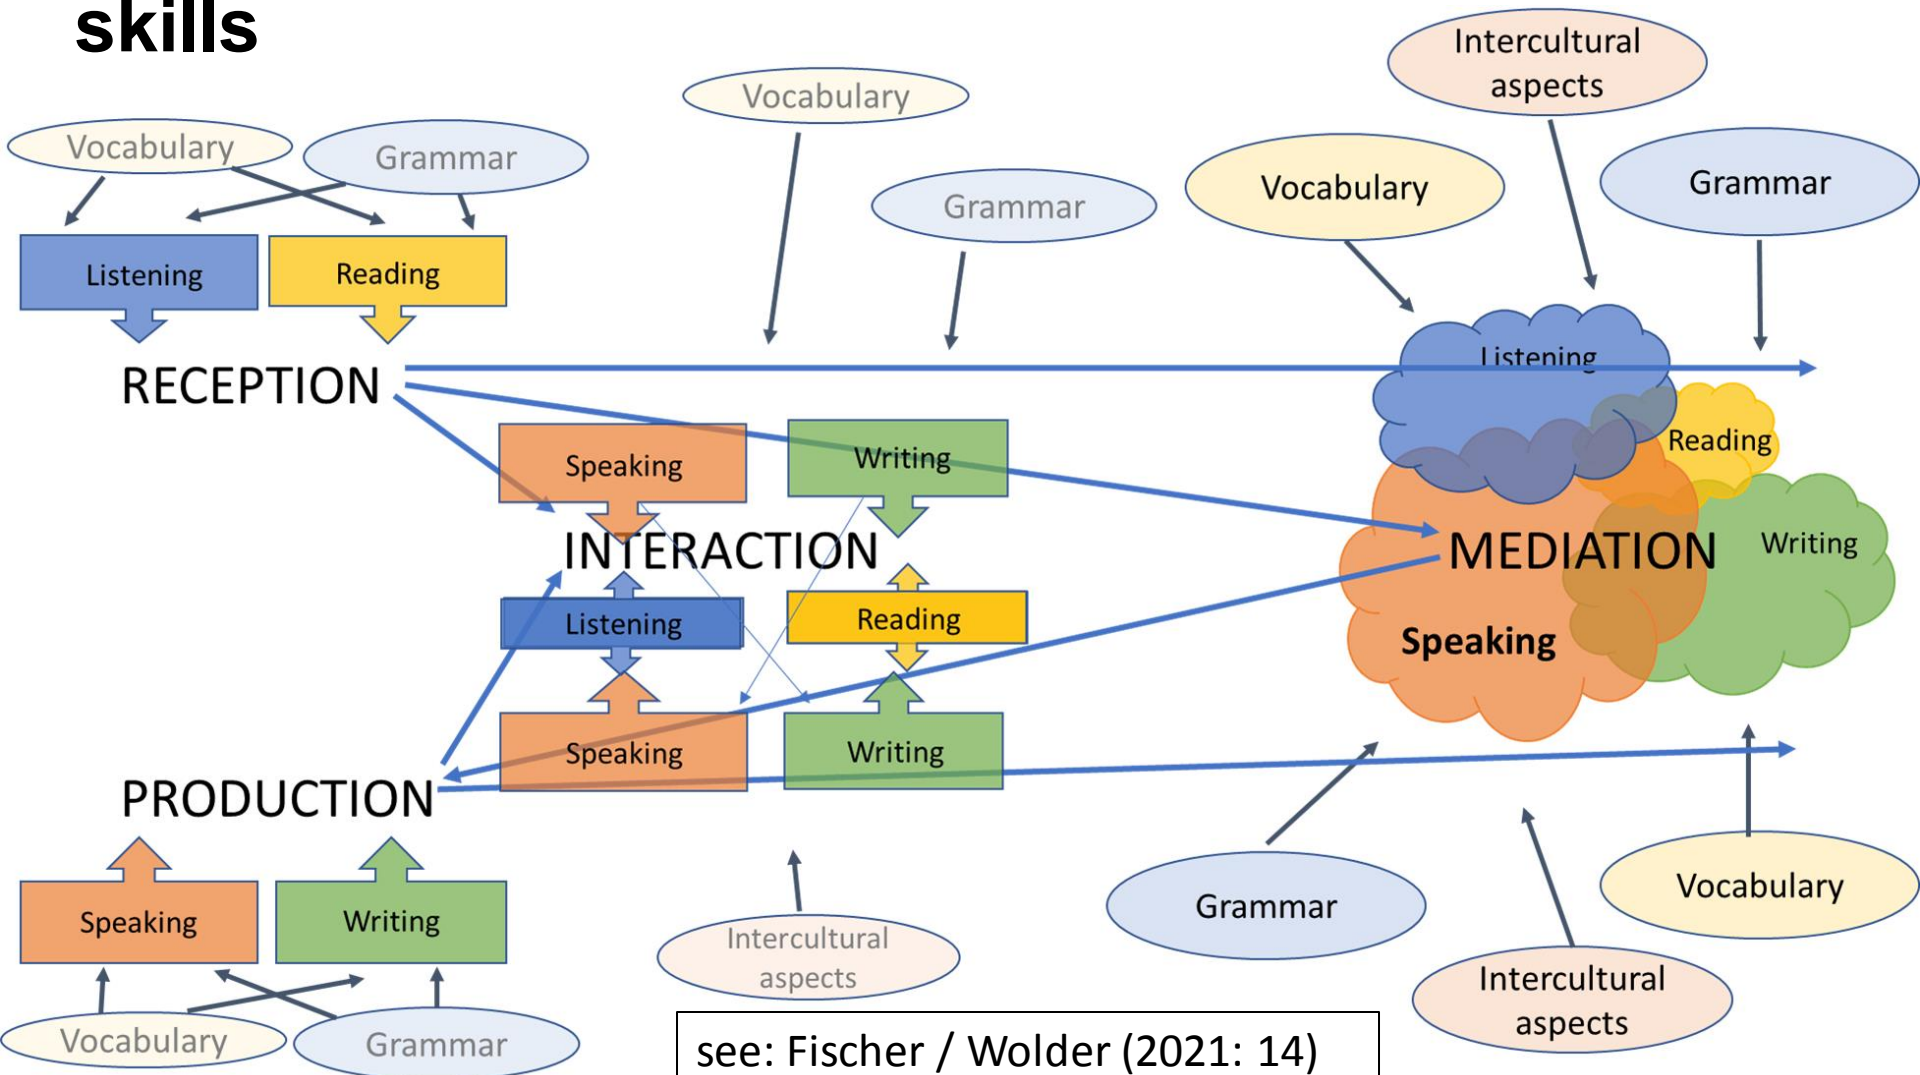 skills
Intercultural
aspects
Vocabulary
Vocabulary
Grammar
Vocabulary
Grammar
Grammar
Listening
Reading
Listening
RECEPTION
Speaking
Writing
Reading
INTERACTION
MEDIATION
Writing
Listening
Reading
Speaking
Speaking
Writing
PRODUCTION
Speaking
Writing
Grammar
Vocabulary
Intercultural
aspects
Intercultural
aspects
Vocabulary
Grammar
see: Fischer / Wolder (2021: 14)